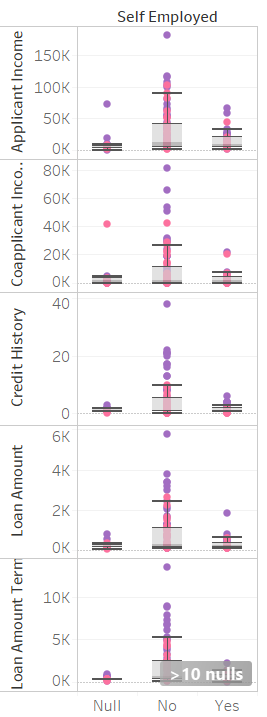 Self Employed
Applicant Income
150K
100K
50K
0K
Coapplicant Inco..
80K
60K
40K
20K
0K
CredIt History
40
20
0
Loan Amount
6K
4K
2K
0K
Loan Amount Term
10K
5K
0K
>10 nulls
Null
No
Yes